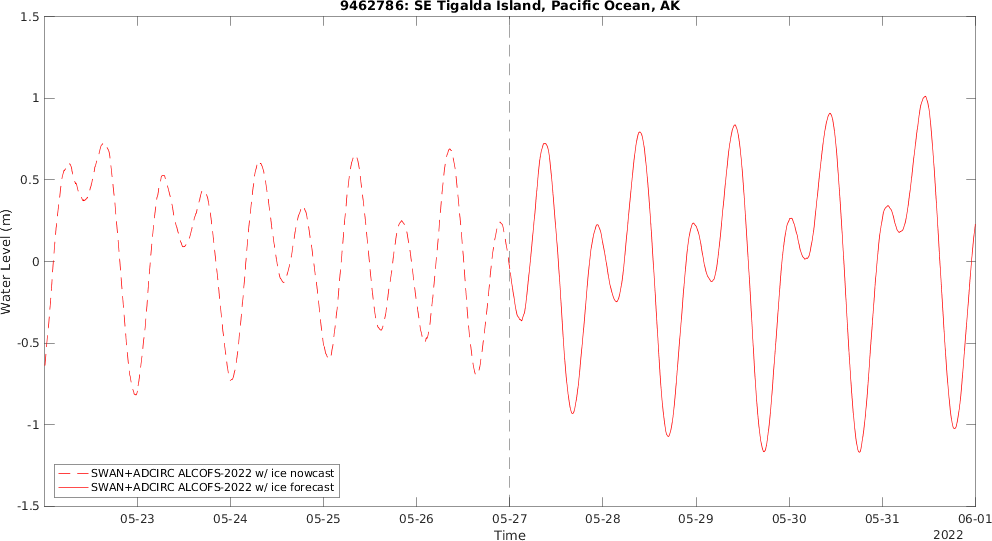 9462786: SE Tigalda Island, Pacific Ocean, AK
1.5
1
0.5
0
-0.5
-1
-1.5
Water Level (m)
SWAN+ADCIRC ALCOFS-2022 w/ ice nowcast
SWAN+ADCIRC ALCOFS-2022 w/ ice forecast
05-23 05-24 05-25 05-26 05-27 05-28 05-29 05-30 05-31 06-01
Time
2022